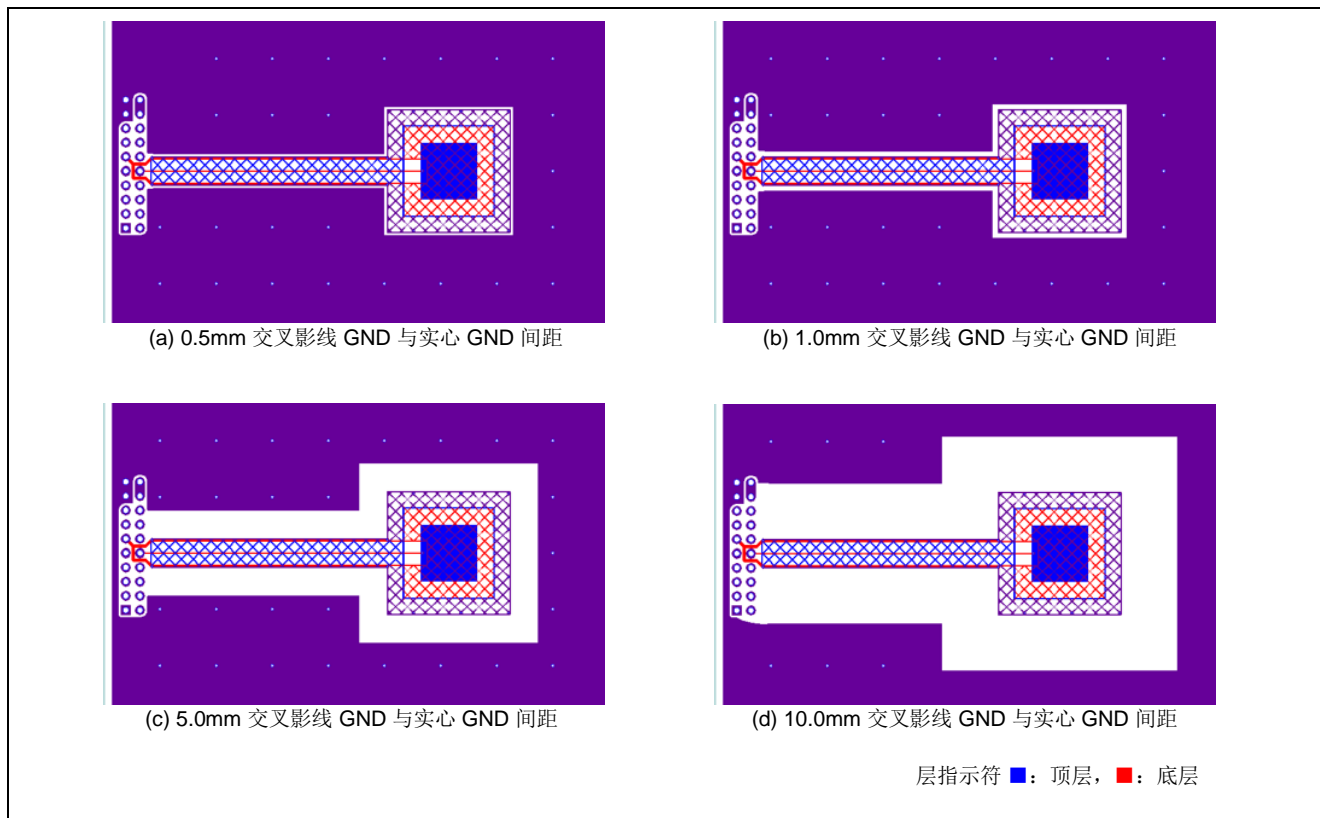 (a) 0.5mm 交叉影线 GND 与实心 GND 间距
(b) 1.0mm 交叉影线 GND 与实心 GND 间距
(c) 5.0mm 交叉影线 GND 与实心 GND 间距
(d) 10.0mm 交叉影线 GND 与实心 GND 间距
层指示符 ■：顶层，■：底层